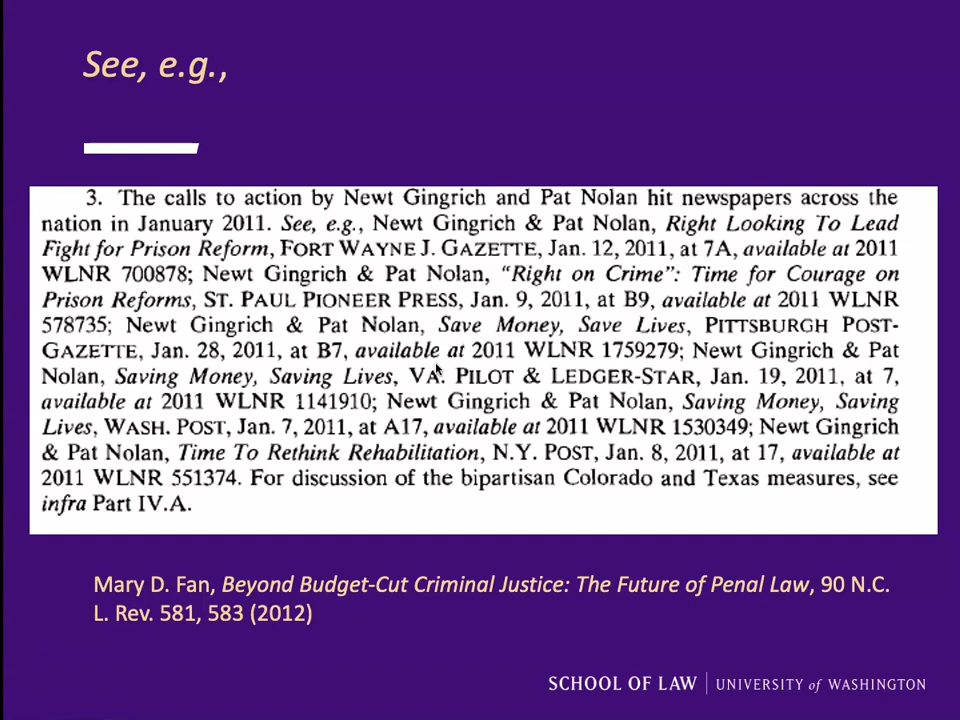 See, e.g.,
3. The calls to action by Newt Gingrich and Pat Nolan hit newspapers across the
nation in January 2011. See, e.g., Newt Gingrich & Pat Nolan, Right Looking To Lead
Fight for Prison Reform, FORT WAYNE J. GAZETTE, Jan. 12, 2011, at 7A, available at 2011
WLNR 700878; Newt Gingrich & Pat Nolan, “Right on Crime”: Time for Courage on
Prison Reforms, ST. PAUL PIONEER PRESS, Jan. 9, 2011, at B9, available at 2011 WLNR
578735; Newt Gingrich & Pat Nolan, Save Money, Save Lives, PITTSBURGH POST-
GAZETTE, Jan. 28, 2011, at B7, available at 2011 WLNR 1759279; Newt Gingrich & Pat
Nolan, Saving Money, Saving Lives, VA. PILOT & LEDGER-STAR, Jan. 19, 2011, at 7,
available at 2011 WLNR 1141910; Newt Gingrich & Pat Nolan, Saving Money, Saving
Lives, WASH. POST, Jan. 7, 2011, at A17, available at 2011 WLNR 1530349; Newt Gingrich
& Pat Nolan, Time To Rethink Rehabilitation, N.Y. POST, Jan. 8, 2011, at 17, available at
2011 WLNR 551374. For discussion of the bipartisan Colorado and Texas measures, see
infra Part IV.A.
Mary D. Fan, Beyond Budget-Cut Criminal Justice: The Future of Penal Law, 90 N.C.
L. Rev. 581, 583 (2012)
SCHOOL OF LAW | UNIVERSITY of WASHINGTON